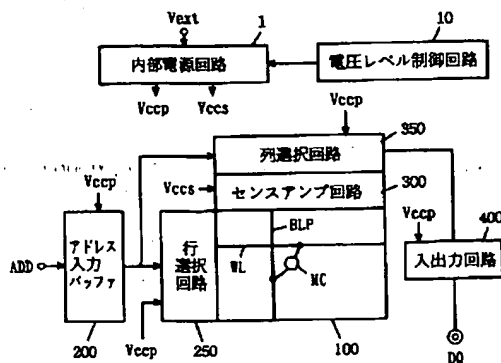 Vext
1
10
内部電源回路
電圧レベル制御回路
Vccp
Vccs
Vccp
350
列選択回路
Vccp
Vccs
センスアンプ回路
300
Vccp
400
BLP
ADD
アドレス
入力
バッファ
行
選択
回路
WL
MC
入出力回路
200
Vccp
250
100
DQ